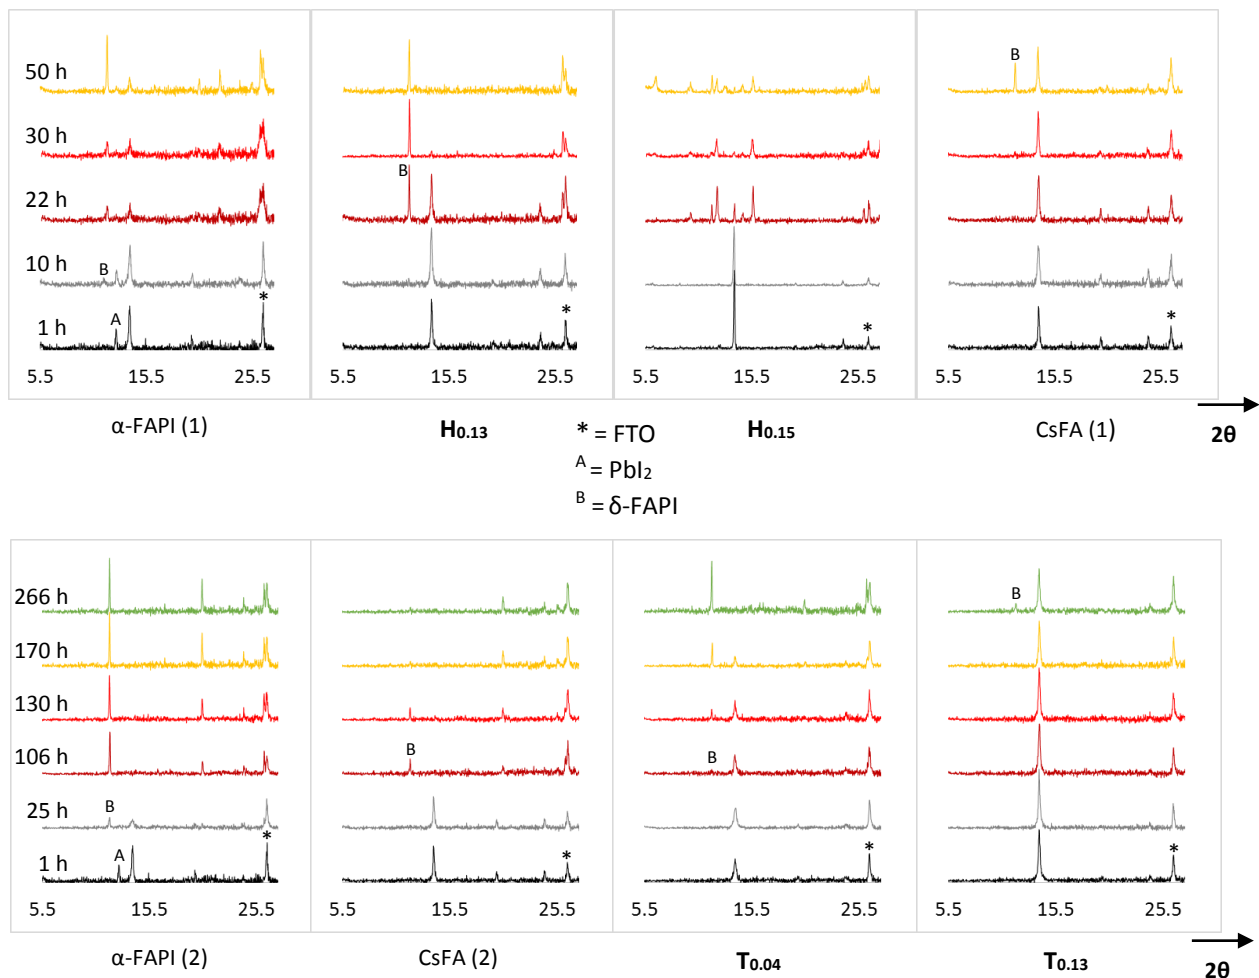 50 h
B
B
30 h
B
22 h
10 h
B
*
*
*
*
1 h
A
5.5 15.5 25.5 5.5 15.5 25.5 5.5 15.5 25.5 5.5 15.5 25.5
α-FAPI (1) H0.13 H0.15 CsFA (1) 2θ
* = FTO
A = PbI₂
B = δ-FAPI
266 h
B
170 h
130 h
106 h
B
B
25 h
B
*
*
*
*
1 h
A
5.5 15.5 25.5 5.5 15.5 25.5 5.5 15.5 25.5 5.5 15.5 25.5
α-FAPI (2) CsFA (2) T0.04 T0.13 2θ